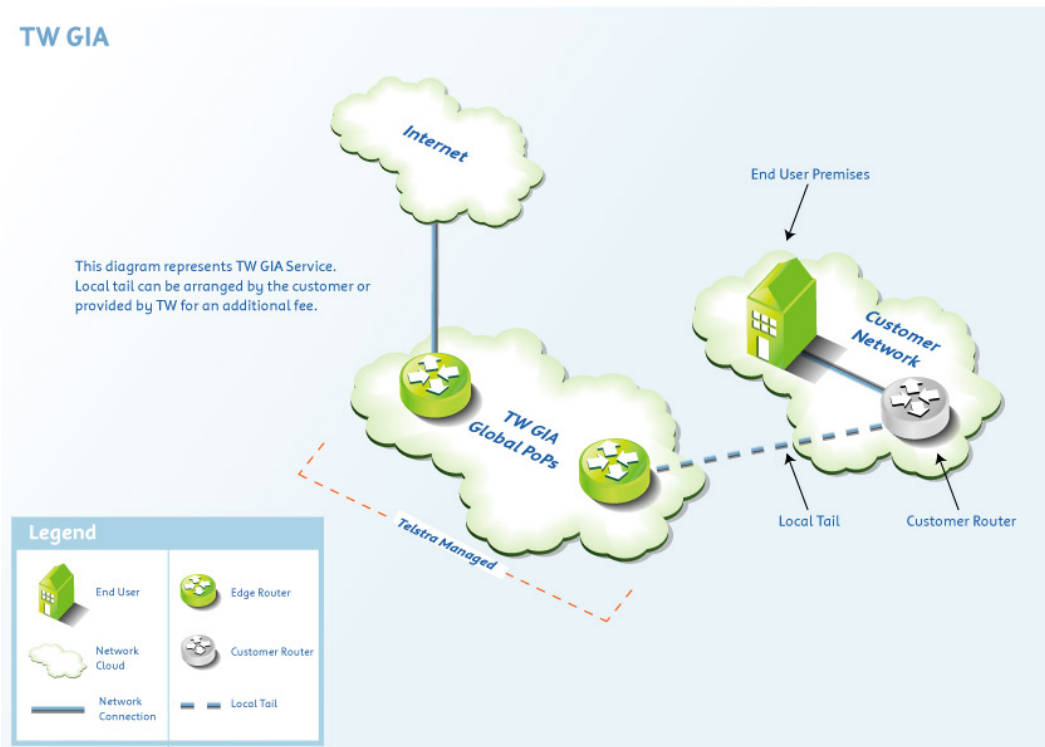 TW GIA
Internet
End User Premises
This diagram represents TW GIA Service.
Local tail can be arranged by the customer or
provided by TW for an additional fee.
Customer
Network
TW GIA
Global PoPs
Local Tail
Customer Router
Telstra Managed
Legend
End User
Edge Router
Network
Cloud
Customer Router
Network
Connection
Local Tail